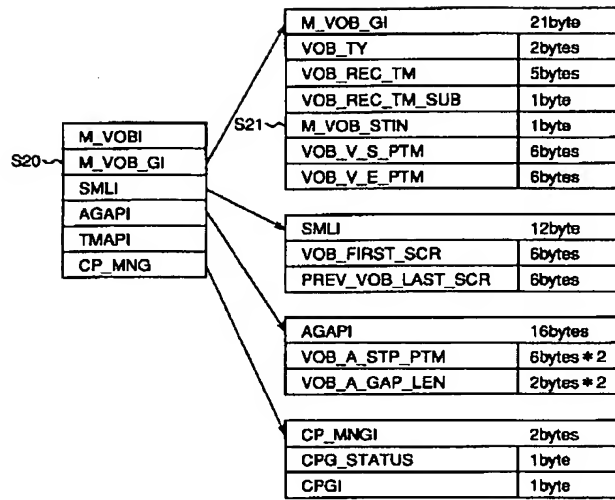 M_VOB_GI 21byte
VOB_TY 2bytes
VOB_REC_TM 5bytes
VOB_REC_TM_SUB 1byte
S21 M_VOB_STIN 1byte
VOB_V_S_PTM 6bytes
VOB_V_E_PTM 6bytes
M_VOBI
S20 M_VOB_GI
SMLI
AGAPI
TMAPI
CP_MNG
SMLI 12byte
VOB_FIRST_SCR 6bytes
PREV_VOB_LAST_SCR 6bytes
AGAPI 16bytes
VOB_A_STP_PTM 6bytes*2
VOB_A_GAP_LEN 2bytes*2
CP_MNGI 2bytes
CPG_STATUS 1byte
CPGI 1byte